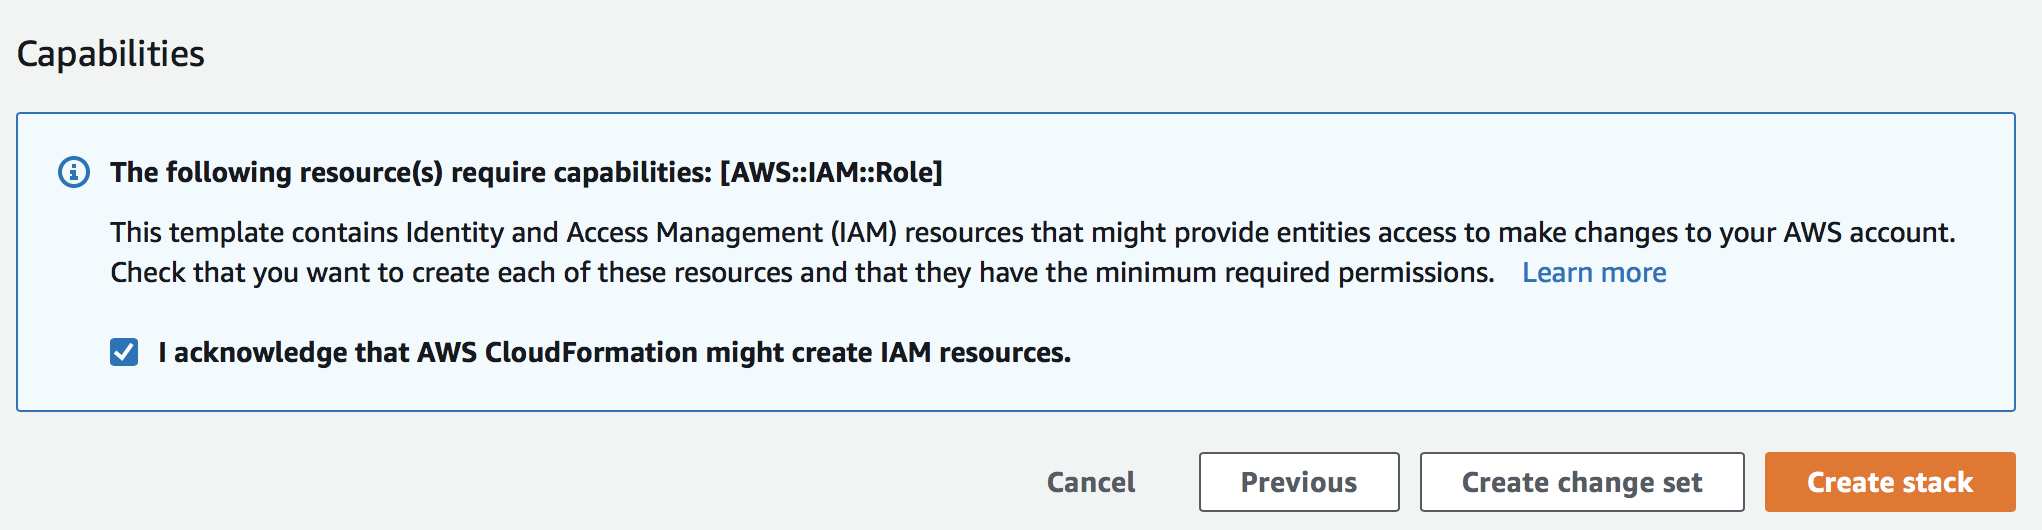 Capabilities
The following resource(s) require capabilities: [AWS::IAM::Role]
This template contains Identity and Access Management (IAM) resources that might provide entities access to make changes to your AWS account.
Check that you want to create each of these resources and that they have the minimum required permissions. Learn more
I acknowledge that AWS CloudFormation might create IAM resources.
Cancel Previous Create change set Create stack